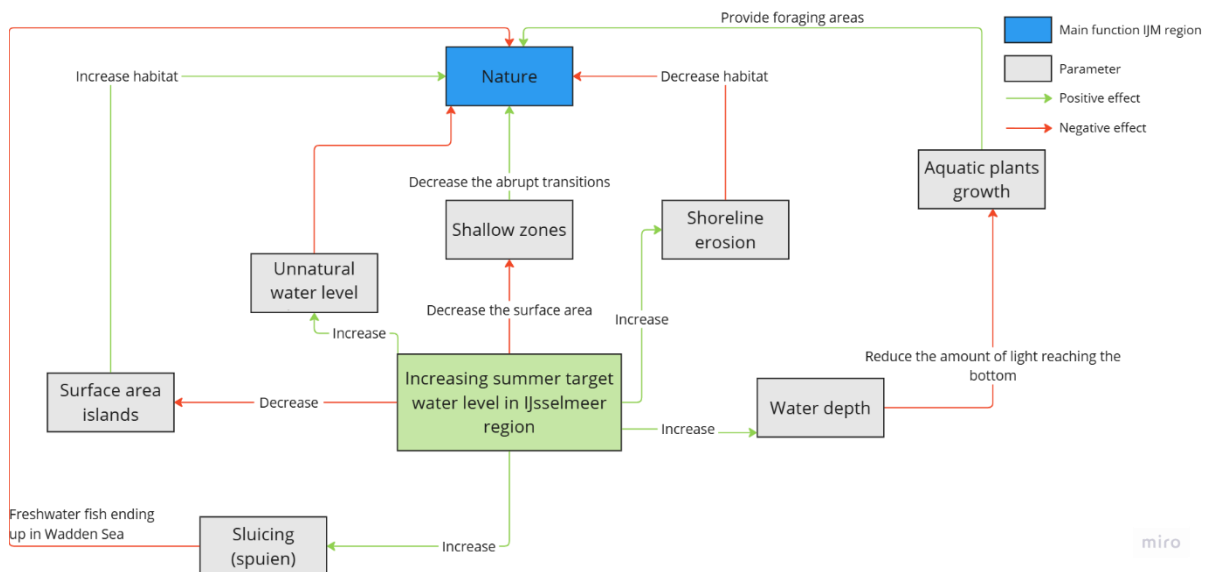 Provide foraging areas
Main function IJM region
Increase habitat
Nature
Decrease habitat
Parameter
Positive effect
Negative effect
Decrease the abrupt transitions
Aquatic plants
growth
Shallow zones
Shoreline
erosion
Unnatural
water level
Decrease the surface area
Increase
Increase
Reduce the amount of light reaching the
bottom
Surface area
islands
Decrease
Increasing summer target
water level in IJsselmeer
region
Water depth
Increase
Freshwater fish ending
up in Wadden Sea
Sluicing
(spuien)
Increase
miro